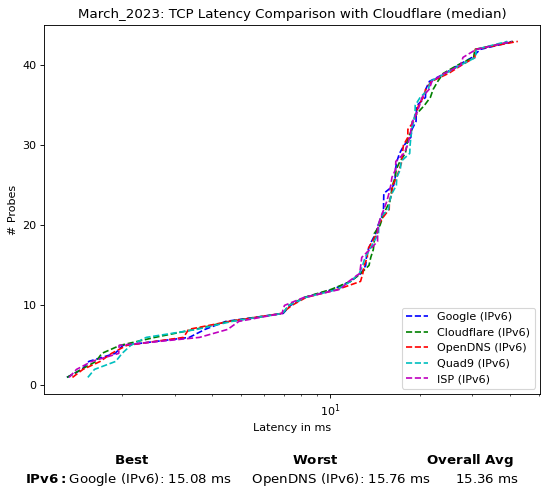 March_2023: TCP Latency Comparison with Cloudflare (median)
# Probes
40
30
20
10
0
Google (IPv6)
Cloudflare (IPv6)
OpenDNS (IPv6)
Quad9 (IPv6)
ISP (IPv6)
10¹
Latency in ms
Best Worst Overall Avg
IPv6: Google (IPv6): 15.08 ms OpenDNS (IPv6): 15.76 ms 15.36 ms